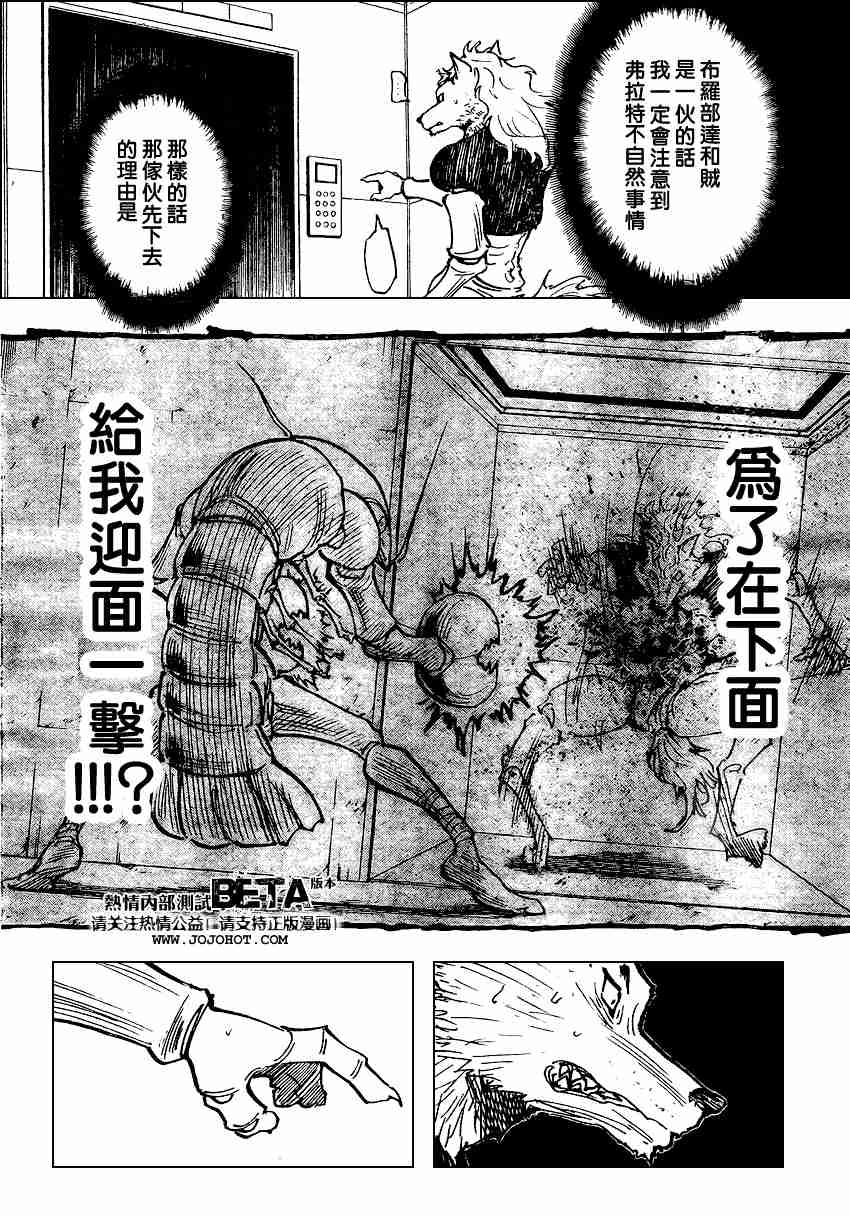 布羅部達和賊
是一伙的話
我一定會注意到
弗拉特不自然事情
那樣的話
那傢伙先下去
的理由是
爲了在下面
給我迎面一擊!!!?
熱情内部測試BETA版本
请关注热情公益「请支持正版漫画」
WWW.JOJOHOT.COM